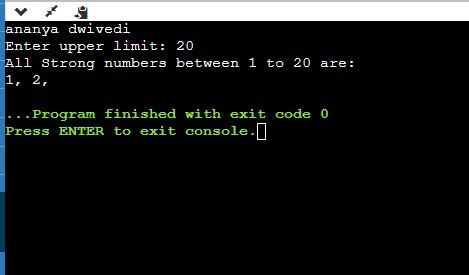 ananya dwivedi
Enter upper limit: 20
All Strong numbers between 1 to 20 are:
1, 2,
...Program finished with exit code 0
Press ENTER to exit console.